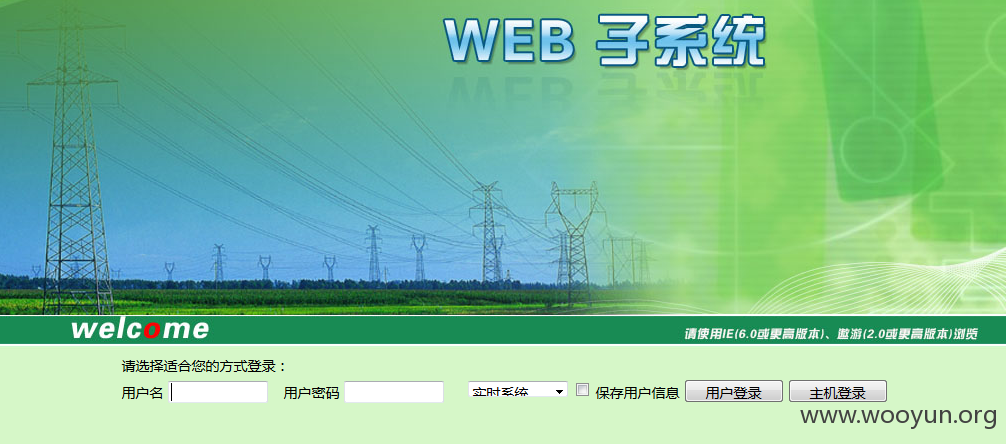 WEB 子系统
welcome
请使用IE(6.0或更高版本)、遨游(2.0或更高版本)浏览
请选择适合您的方式登录：
用户名 用户密码 实时系统 保存用户信息 用户登录 主机登录
www.wooyun.org